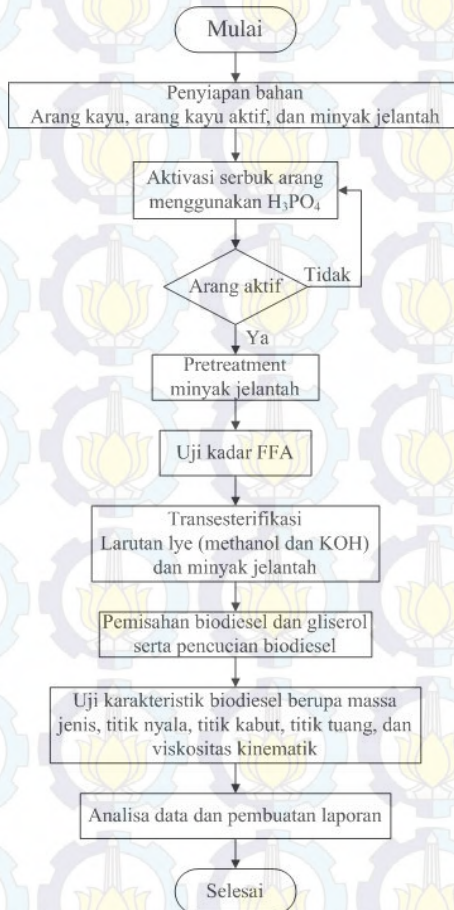 Mulai
Penyiapan bahan
Arang kayu, arang kayu aktif, dan minyak jelantah
Aktivasi serbuk arang
menggunakan H₃PO₄
Arang aktif
Tidak
Ya
Pretreatment
minyak jelantah
Uji kadar FFA
Transesterifikasi
Larutan lye (methanol dan KOH)
dan minyak jelantah
Pemisahan biodiesel dan gliserol
serta pencucian biodiesel
Uji karakteristik biodiesel berupa massa
jenis, titik nyala, titik kabut, titik tuang, dan
viskositas kinematik
Analisa data dan pembuatan laporan
Selesai